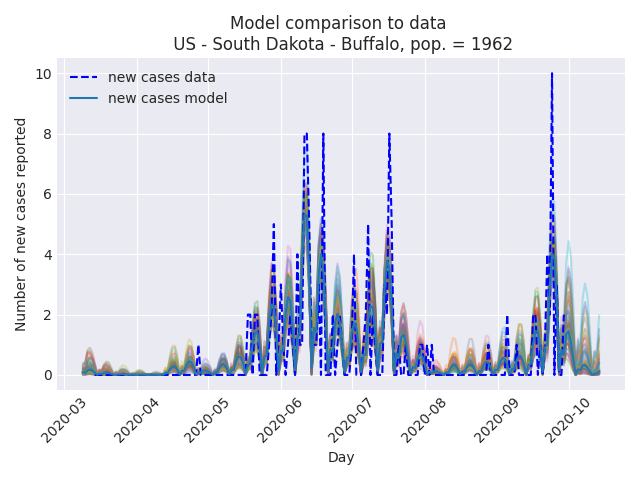 Model comparison to data
US - South Dakota - Buffalo, pop. = 1962
new cases data
new cases model
Number of new cases reported
10
8
6
4
2
0
2020-03
2020-04
2020-05
2020-06
2020-07
2020-08
2020-09
2020-10
Day